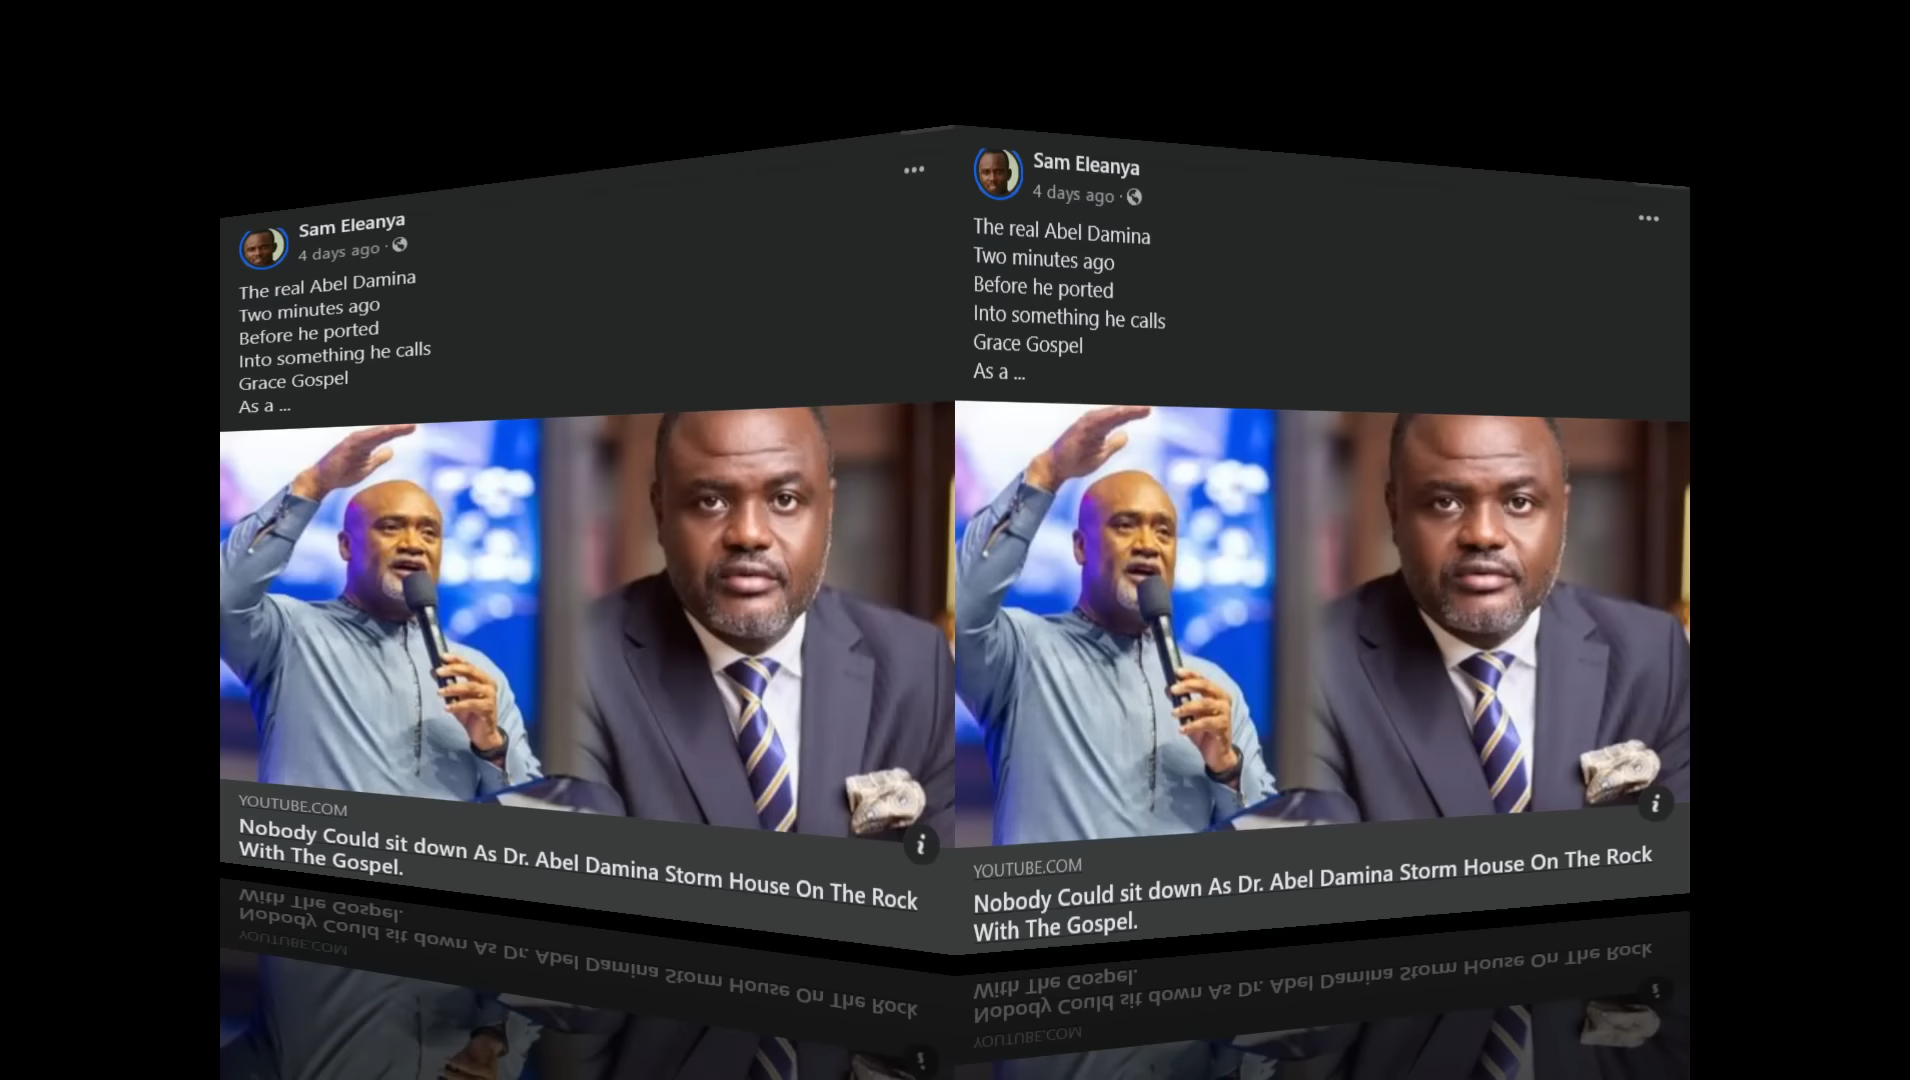 Sam Eleanya
4 days ago ·
The real Abel Damina
Two minutes ago
Before he ported
Into something he calls
Grace Gospel
As a ...
YOUTUBE.COM
Nobody Could sit down As Dr. Abel Damina Storm House On The Rock
With The Gospel.
Sam Eleanya
4 days ago ·
The real Abel Damina
Two minutes ago
Before he ported
Into something he calls
Grace Gospel
As a ...
YOUTUBE.COM
Nobody Could sit down As Dr. Abel Damina Storm House On The Rock
With The Gospel.